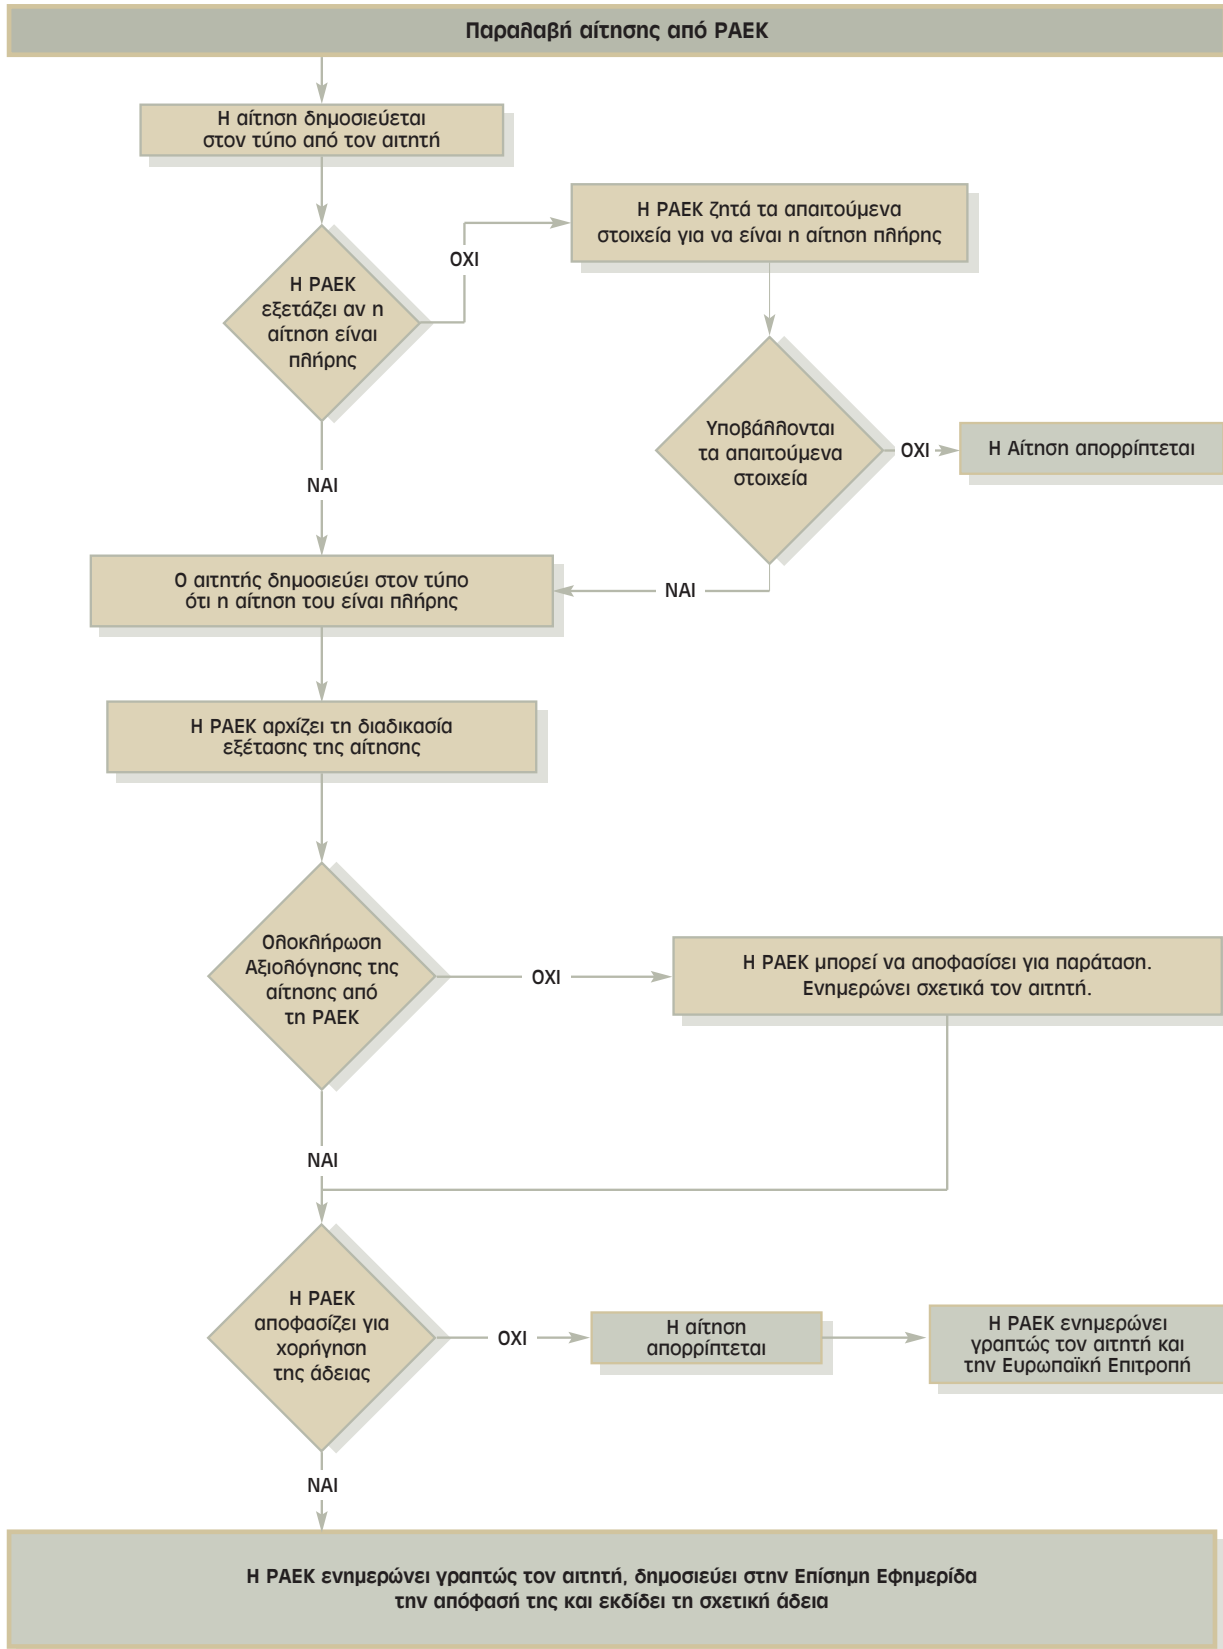 Παραλαβή αίτησης από ΡΑΕΚ
Η αίτηση δημοσιεύεται
στον τύπο από τον αιτητή
Η ΡΑΕΚ ζητά τα απαιτούμενα
στοιχεία για να είναι η αίτηση πλήρης
ΟΧΙ
Η ΡΑΕΚ
εξετάζει αν η
αίτηση είναι
πλήρης
Υποβάλλονται
τα απαιτούμενα
στοιχεία
ΟΧΙ
Η Αίτηση απορρίπτεται
ΝΑΙ
Ο αιτητής δημοσιεύει στον τύπο
ότι η αίτηση του είναι πλήρης
ΝΑΙ
Η ΡΑΕΚ αρχίζει τη διαδικασία
εξέτασης της αίτησης
Ολοκλήρωση
Αξιολόγησης της
αίτησης από
τη ΡΑΕΚ
ΟΧΙ
Η ΡΑΕΚ μπορεί να αποφασίσει για παράταση.
Ενημερώνει σχετικά τον αιτητή.
ΝΑΙ
Η ΡΑΕΚ
αποφασίζει για
χορήγηση
της άδειας
ΟΧΙ
Η αίτηση
απορρίπτεται
Η ΡΑΕΚ ενημερώνει
γραπτώς τον αιτητή και
την Ευρωπαϊκή Επιτροπή
ΝΑΙ
Η ΡΑΕΚ ενημερώνει γραπτώς τον αιτητή, δημοσιεύει στην Επίσημη Εφημερίδα
την απόφασή της και εκδίδει τη σχετική άδεια